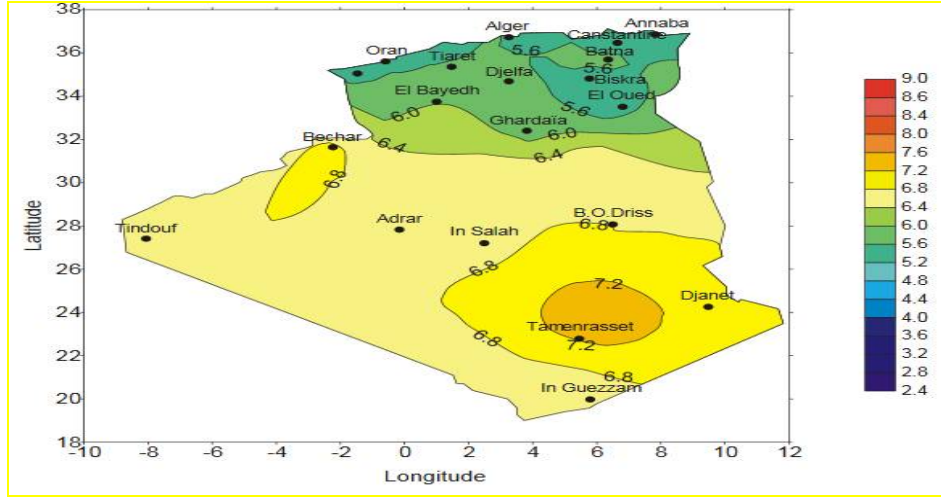 38
36
34
32
30
28
26
24
22
20
18
Latitude
-10 -8 -6 -4 -2 0 2 4 6 8 10 12
Longitude
Annaba
Alger
Canstantine
Oran
5.6
Batna
Tiaret
5.6
Djelfa
Biskra
El Bayedh
El Oued
5.6
6.0
Ghardaïa
6.0
Bechar
6.4
6.4
6.8
B.O.Driss
Adrar
6.8
Tindouf
In Salah
6.8
7.2
Djanet
Tamenrasset
6.8
7.2
6.8
In Guezzam
9.0
8.6
8.4
8.0
7.6
7.2
6.8
6.4
6.0
5.6
5.2
4.8
4.4
4.0
3.6
3.2
2.8
2.4